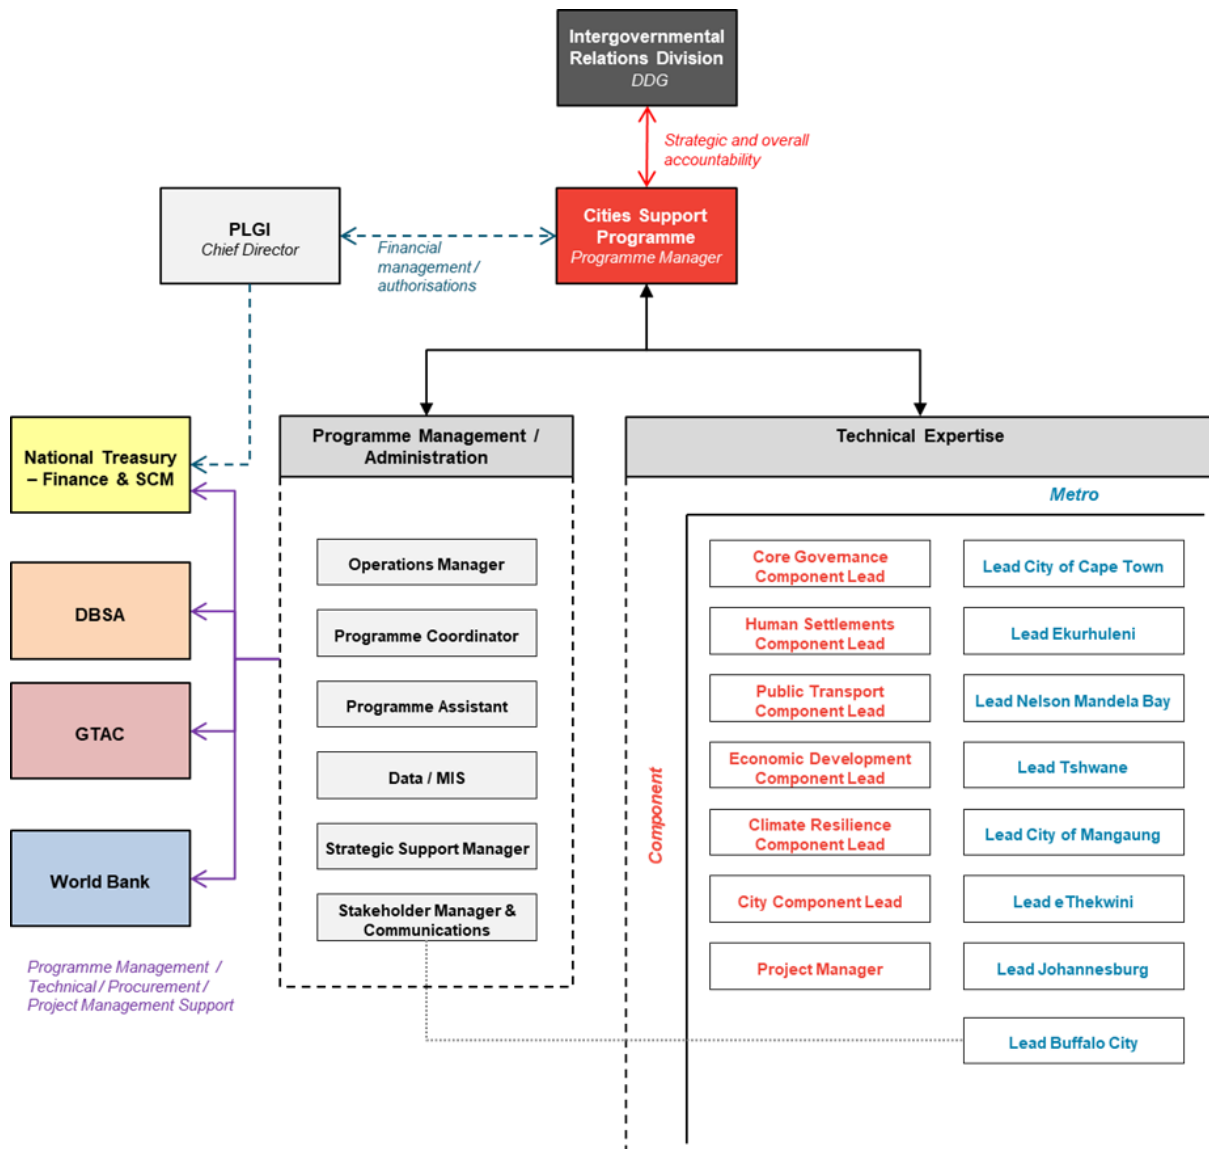 Intergovernmental
Relations Division
DDG
Strategic and overall
accountability
PLGI
Chief Director
Financial
management /
authorisations
Cities Support
Programme
Programme Manager
National Treasury
– Finance & SCM
DBSA
GTAC
World Bank
Programme Management /
Technical / Procurement /
Project Management Support
Programme Management /
Administration
Operations Manager
Programme Coordinator
Programme Assistant
Data / MIS
Strategic Support Manager
Stakeholder Manager &
Communications
Technical Expertise
Metro
Component
Core Governance
Component Lead
Human Settlements
Component Lead
Public Transport
Component Lead
Economic Development
Component Lead
Climate Resilience
Component Lead
City Component Lead
Project Manager
Lead City of Cape Town
Lead Ekurhuleni
Lead Nelson Mandela Bay
Lead Tshwane
Lead City of Mangaung
Lead eThekwini
Lead Johannesburg
Lead Buffalo City